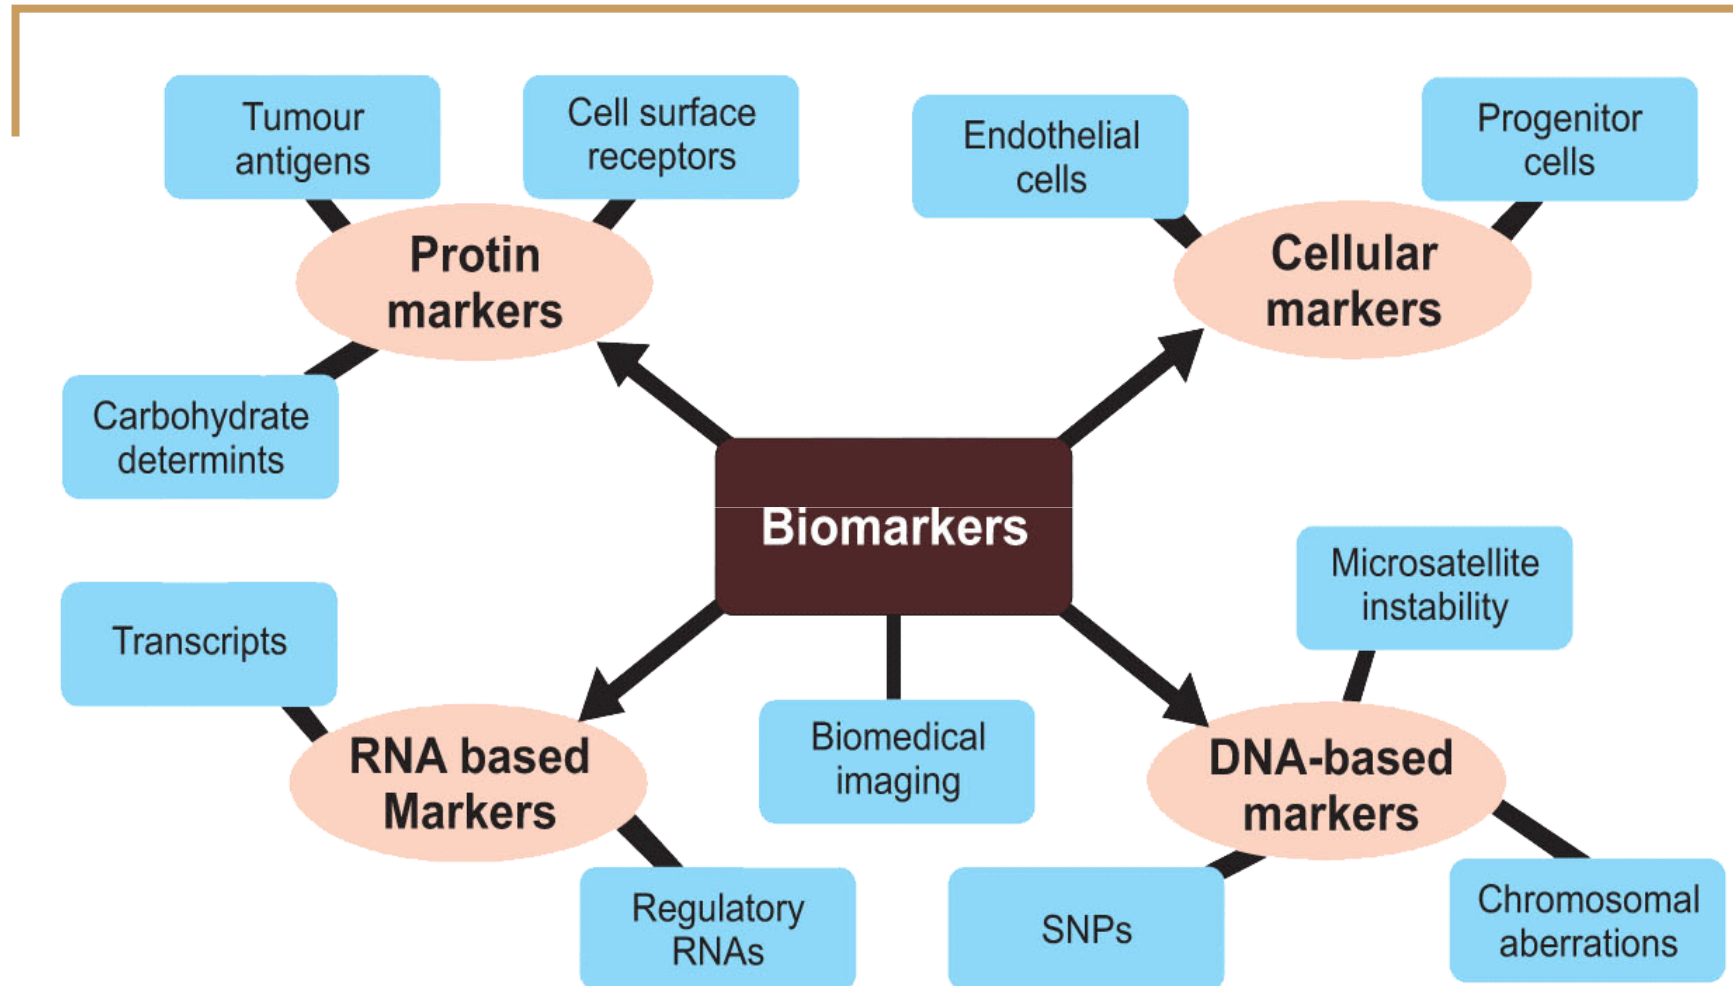 Tumour
antigens
Cell surface
receptors
Endothelial
cells
Progenitor
cells
Protin
markers
Cellular
markers
Carbohydrate
determints
Biomarkers
Microsatellite
instability
Transcripts
Biomedical
imaging
RNA based
Markers
DNA-based
markers
Regulatory
RNAs
SNPs
Chromosomal
aberrations